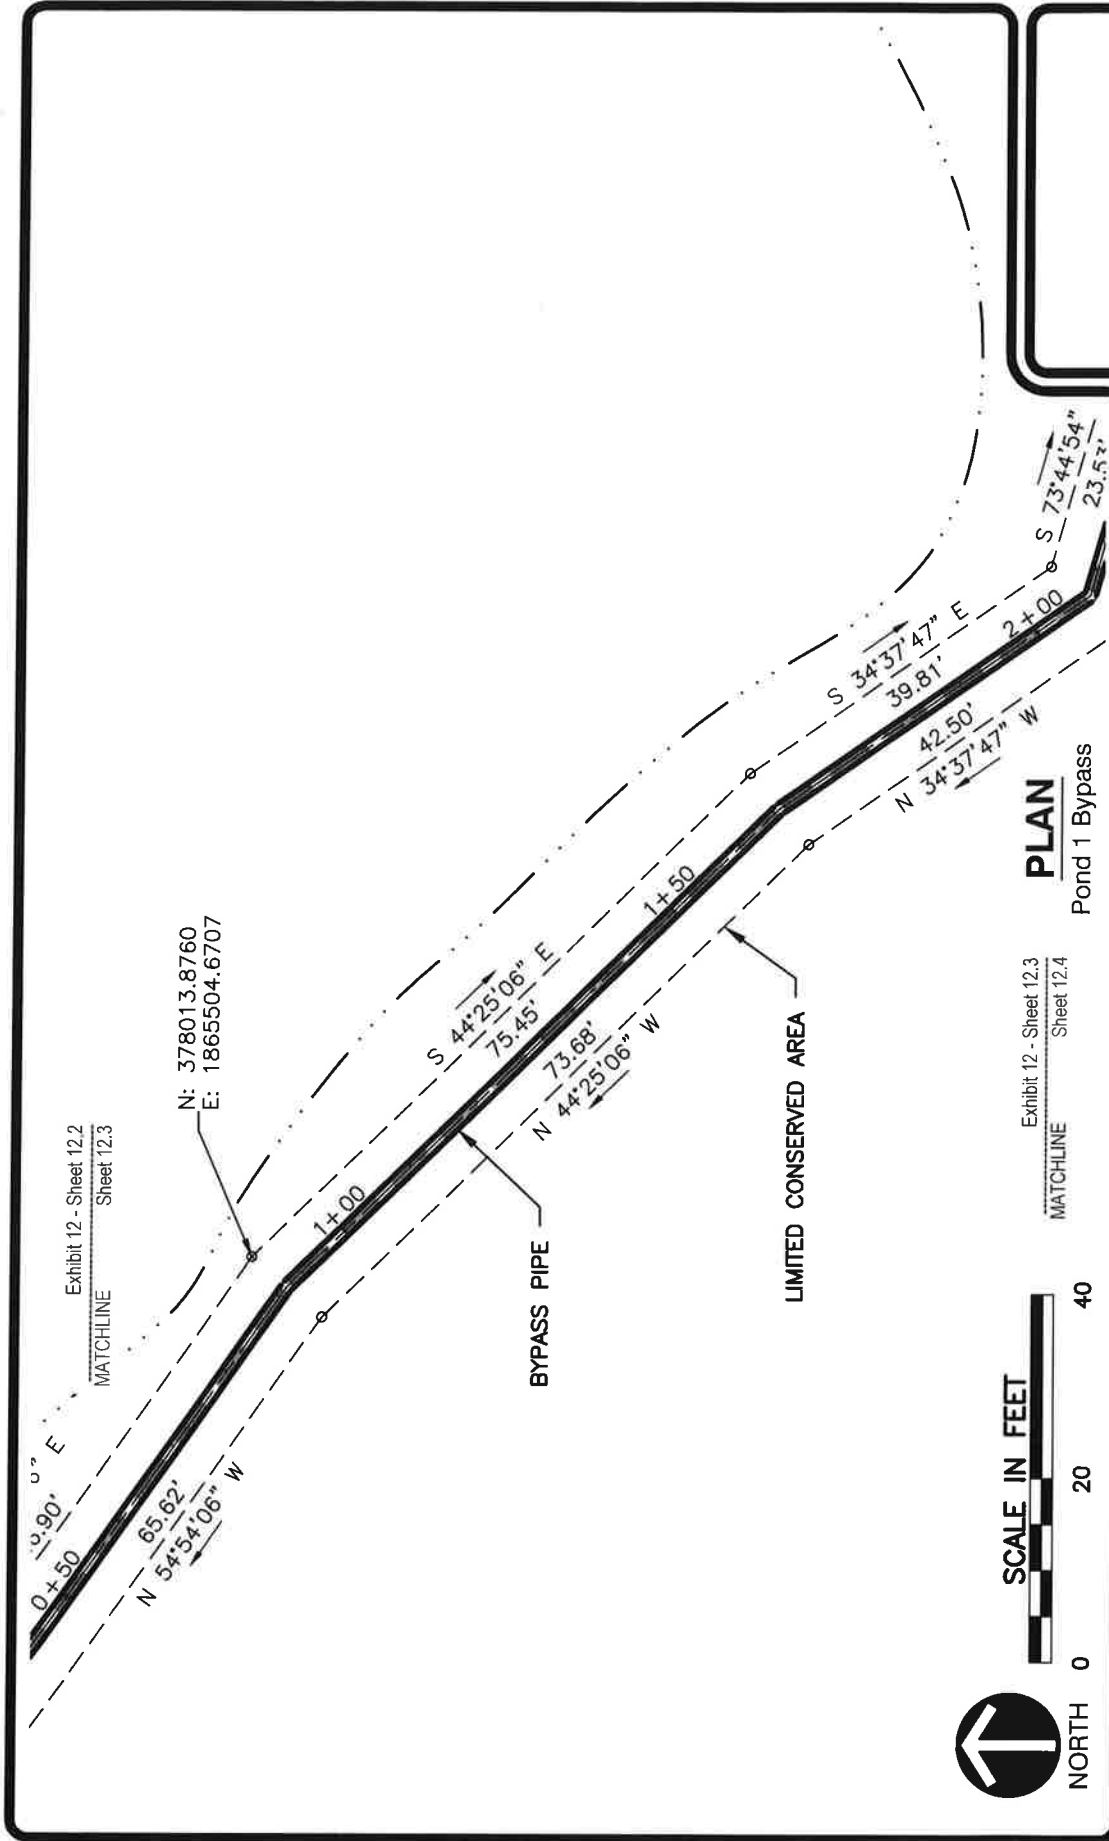 Exhibit 12 - Sheet 12.2
MATCHLINE Sheet 12.3
N: 378013.8760
E: 1865504.6707
E
.90'
0+50
65.62'
N 54°54'06" W
1+00
S 44°25'06" E
75.45'
73.68'
N 44°25'06" W
BYPASS PIPE
1+50
LIMITED CONSERVED AREA
S 34°37'47" E
39.81'
42.50'
N 34°37'47" W
2+00
S 73°44'54"
23.5
NORTH
SCALE IN FEET
0 20 40
Exhibit 12 - Sheet 12.3
MATCHLINE Sheet 12.4
PLAN
Pond 1 Bypass